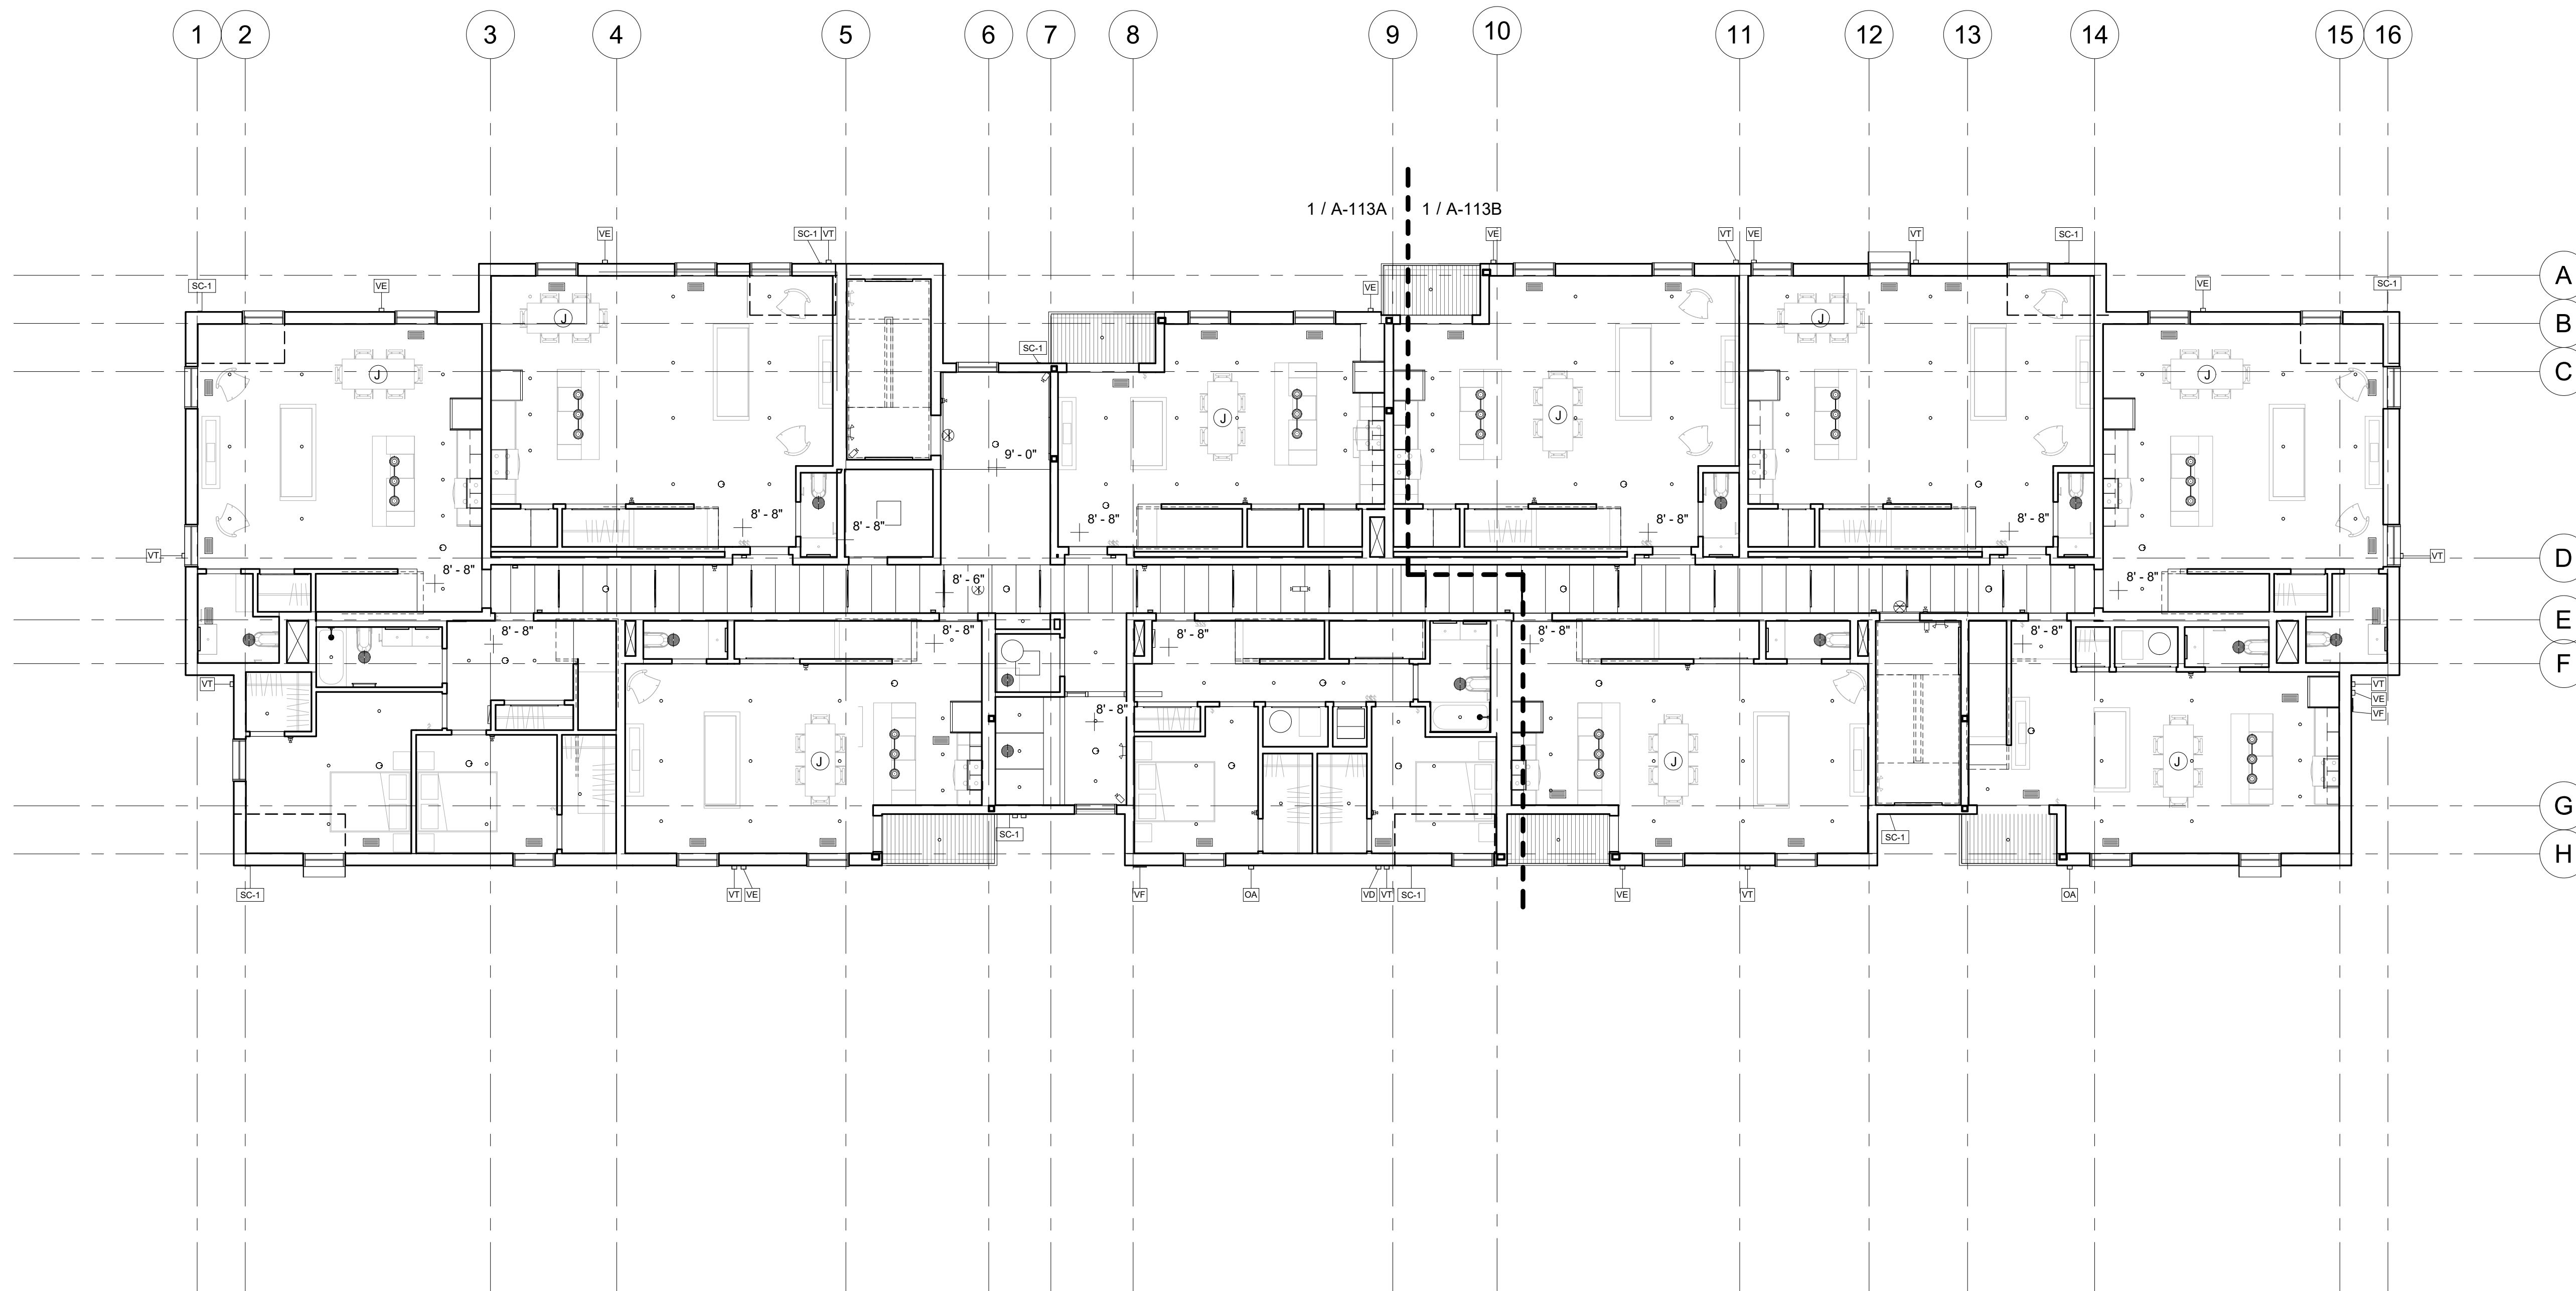 1 2 3 4 5 6 7 8 9 10 11 12 13 14 15 16
1 / A-113A 1 / A-113B
VE SC-1 VT VE VT VE VT SC-1
A
SC-1 VE VE VE SC-1
J J
B
SC-1
C
J J
J J
9' - 0"
8' - 8" 8' - 8" 8' - 8" 8' - 8" 8' - 8"
VT VT
D
8' - 8" 8' - 6" 8' - 8"
E
8' - 8" 8' - 8" 8' - 8" 8' - 8" 8' - 8"
F
VT VT
VE
8' - 8" VF
J J J
G
SC-1 SC-1
H
SC-1 VT VE VF OA VD VT SC-1 VE VT OA